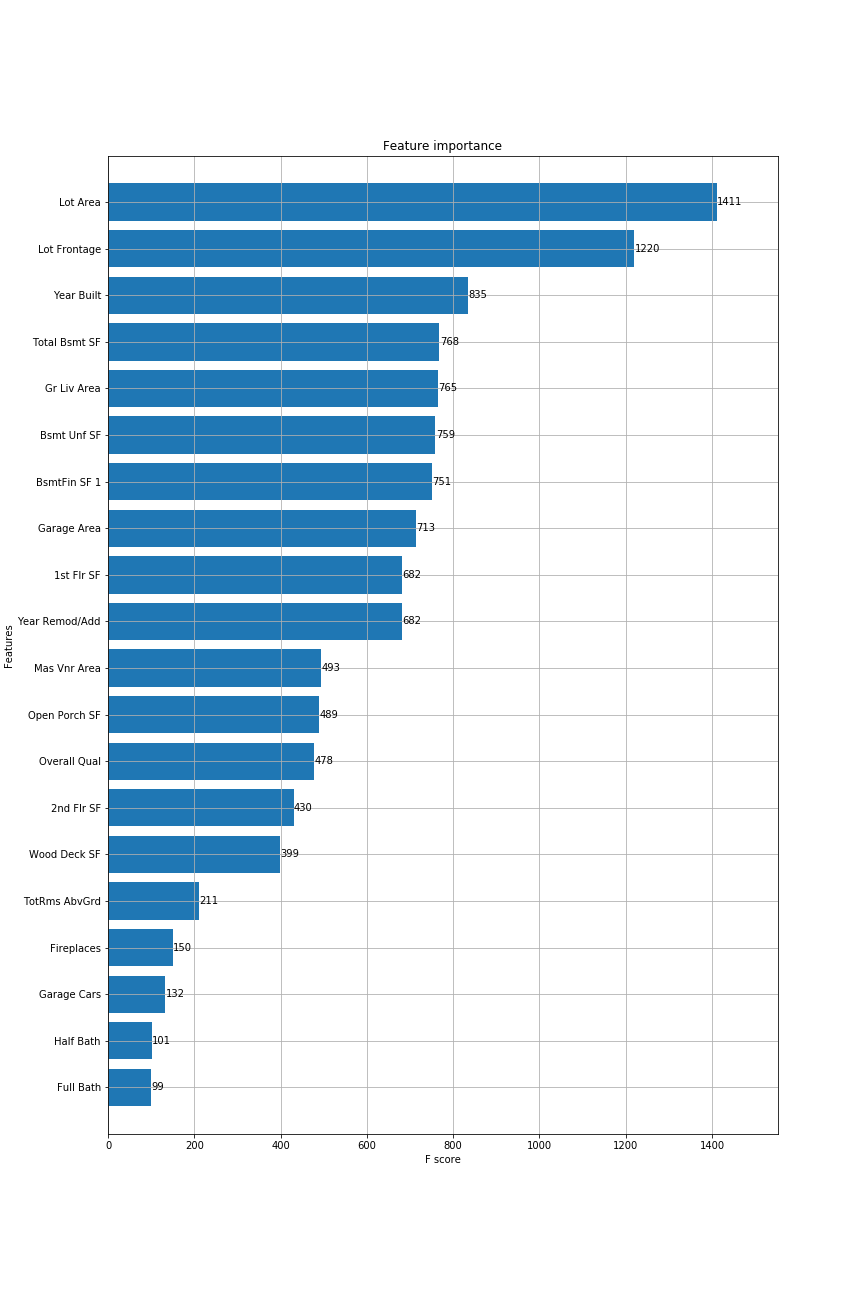 Feature importance
Lot Area 1411
Lot Frontage 1220
Year Built 835
Total Bsmt SF 768
Gr Liv Area 765
Bsmt Unf SF 759
BsmtFin SF 1 751
Garage Area 713
1st Flr SF 682
Year Remod/Add 682
Features
Mas Vnr Area 493
Open Porch SF 489
Overall Qual 478
2nd Flr SF 430
Wood Deck SF 399
TotRms AbvGrd 211
Fireplaces 150
Garage Cars 132
Half Bath 101
Full Bath 99
0 200 400 600 800 1000 1200 1400
F score